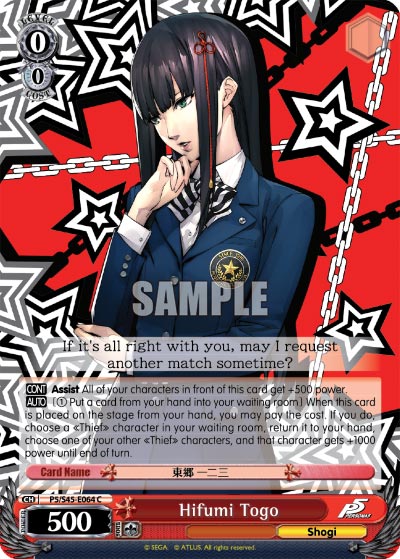 LEVEL
0
0
COST
SAMPLE
If it's all right with you, may I request
another match sometime?
CONT Assist All of your characters in front of this card get +500 power.
AUTO [(1) Put a card from your hand into your waiting room] When this card
is placed on the stage from your hand, you may pay the cost. If you do,
choose a «Thief» character in your waiting room, return it to your hand,
choose one of your other «Thief» characters, and that character gets +1000
power until end of turn.
Card Name 東郷 一二三
CH P5/S45-E064 C
500
Hifumi Togo
P5
PERSONA5
Shogi
© SEGA. © ATLUS. All rights reserved.